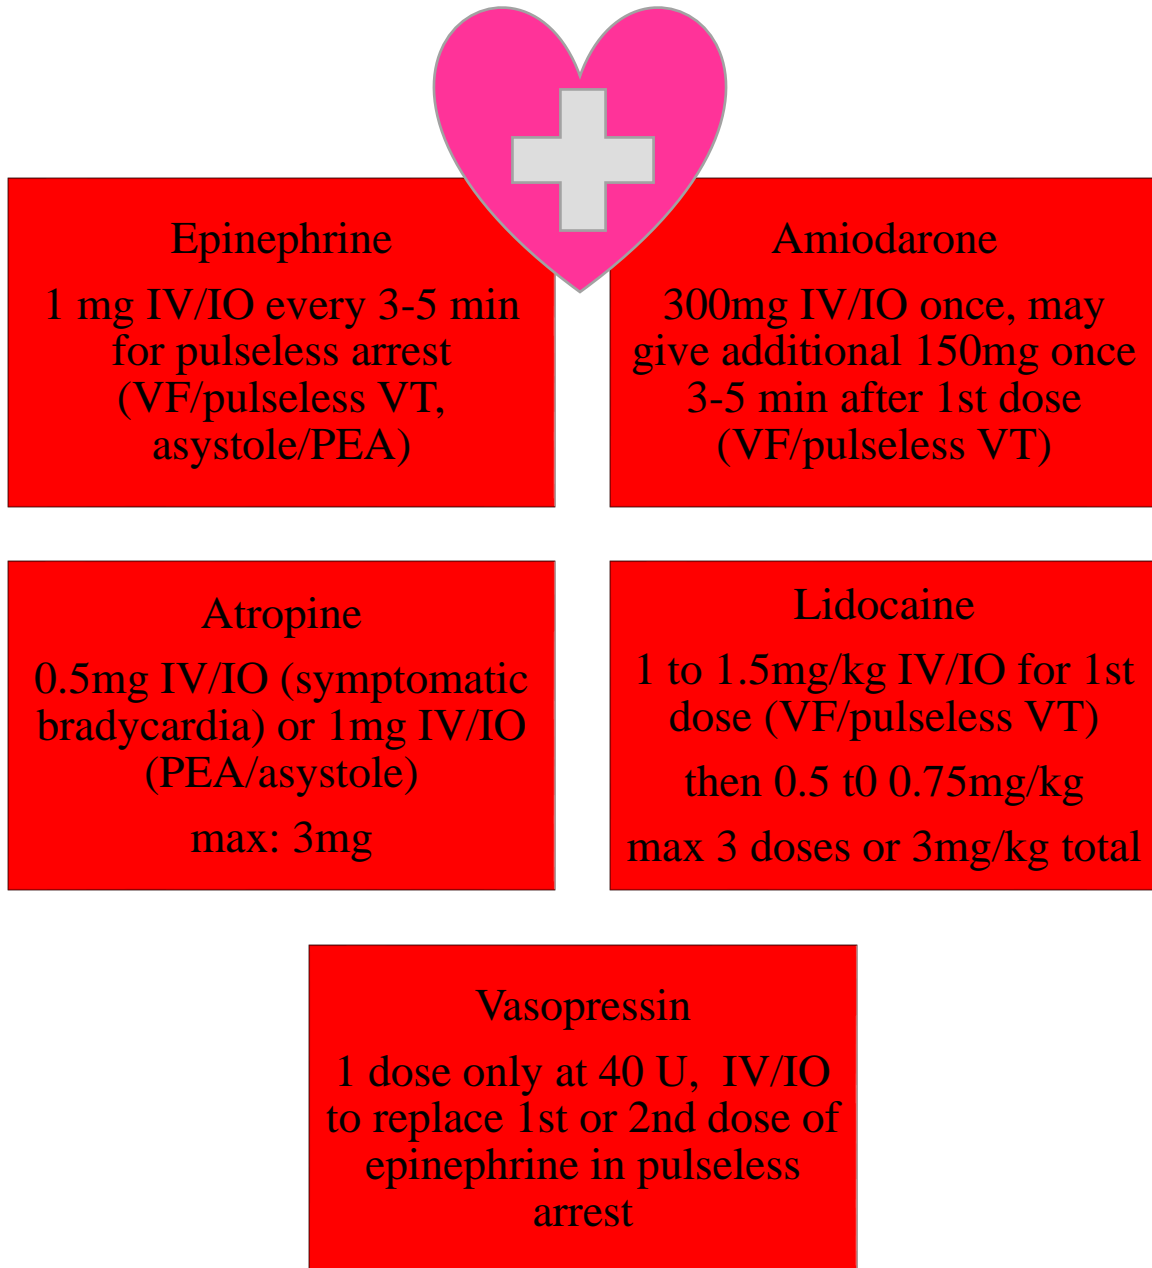 Epinephrine
1 mg IV/IO every 3-5 min
for pulseless arrest
(VF/pulseless VT,
asystole/PEA)
Amiodarone
300mg IV/IO once, may
give additional 150mg once
3-5 min after 1st dose
(VF/pulseless VT)
Atropine
0.5mg IV/IO (symptomatic
bradycardia) or 1mg IV/IO
(PEA/asystole)
max: 3mg
Lidocaine
1 to 1.5mg/kg IV/IO for 1st
dose (VF/pulseless VT)
then 0.5 t0 0.75mg/kg
max 3 doses or 3mg/kg total
Vasopressin
1 dose only at 40 U,  IV/IO
to replace 1st or 2nd dose of
epinephrine in pulseless
arrest